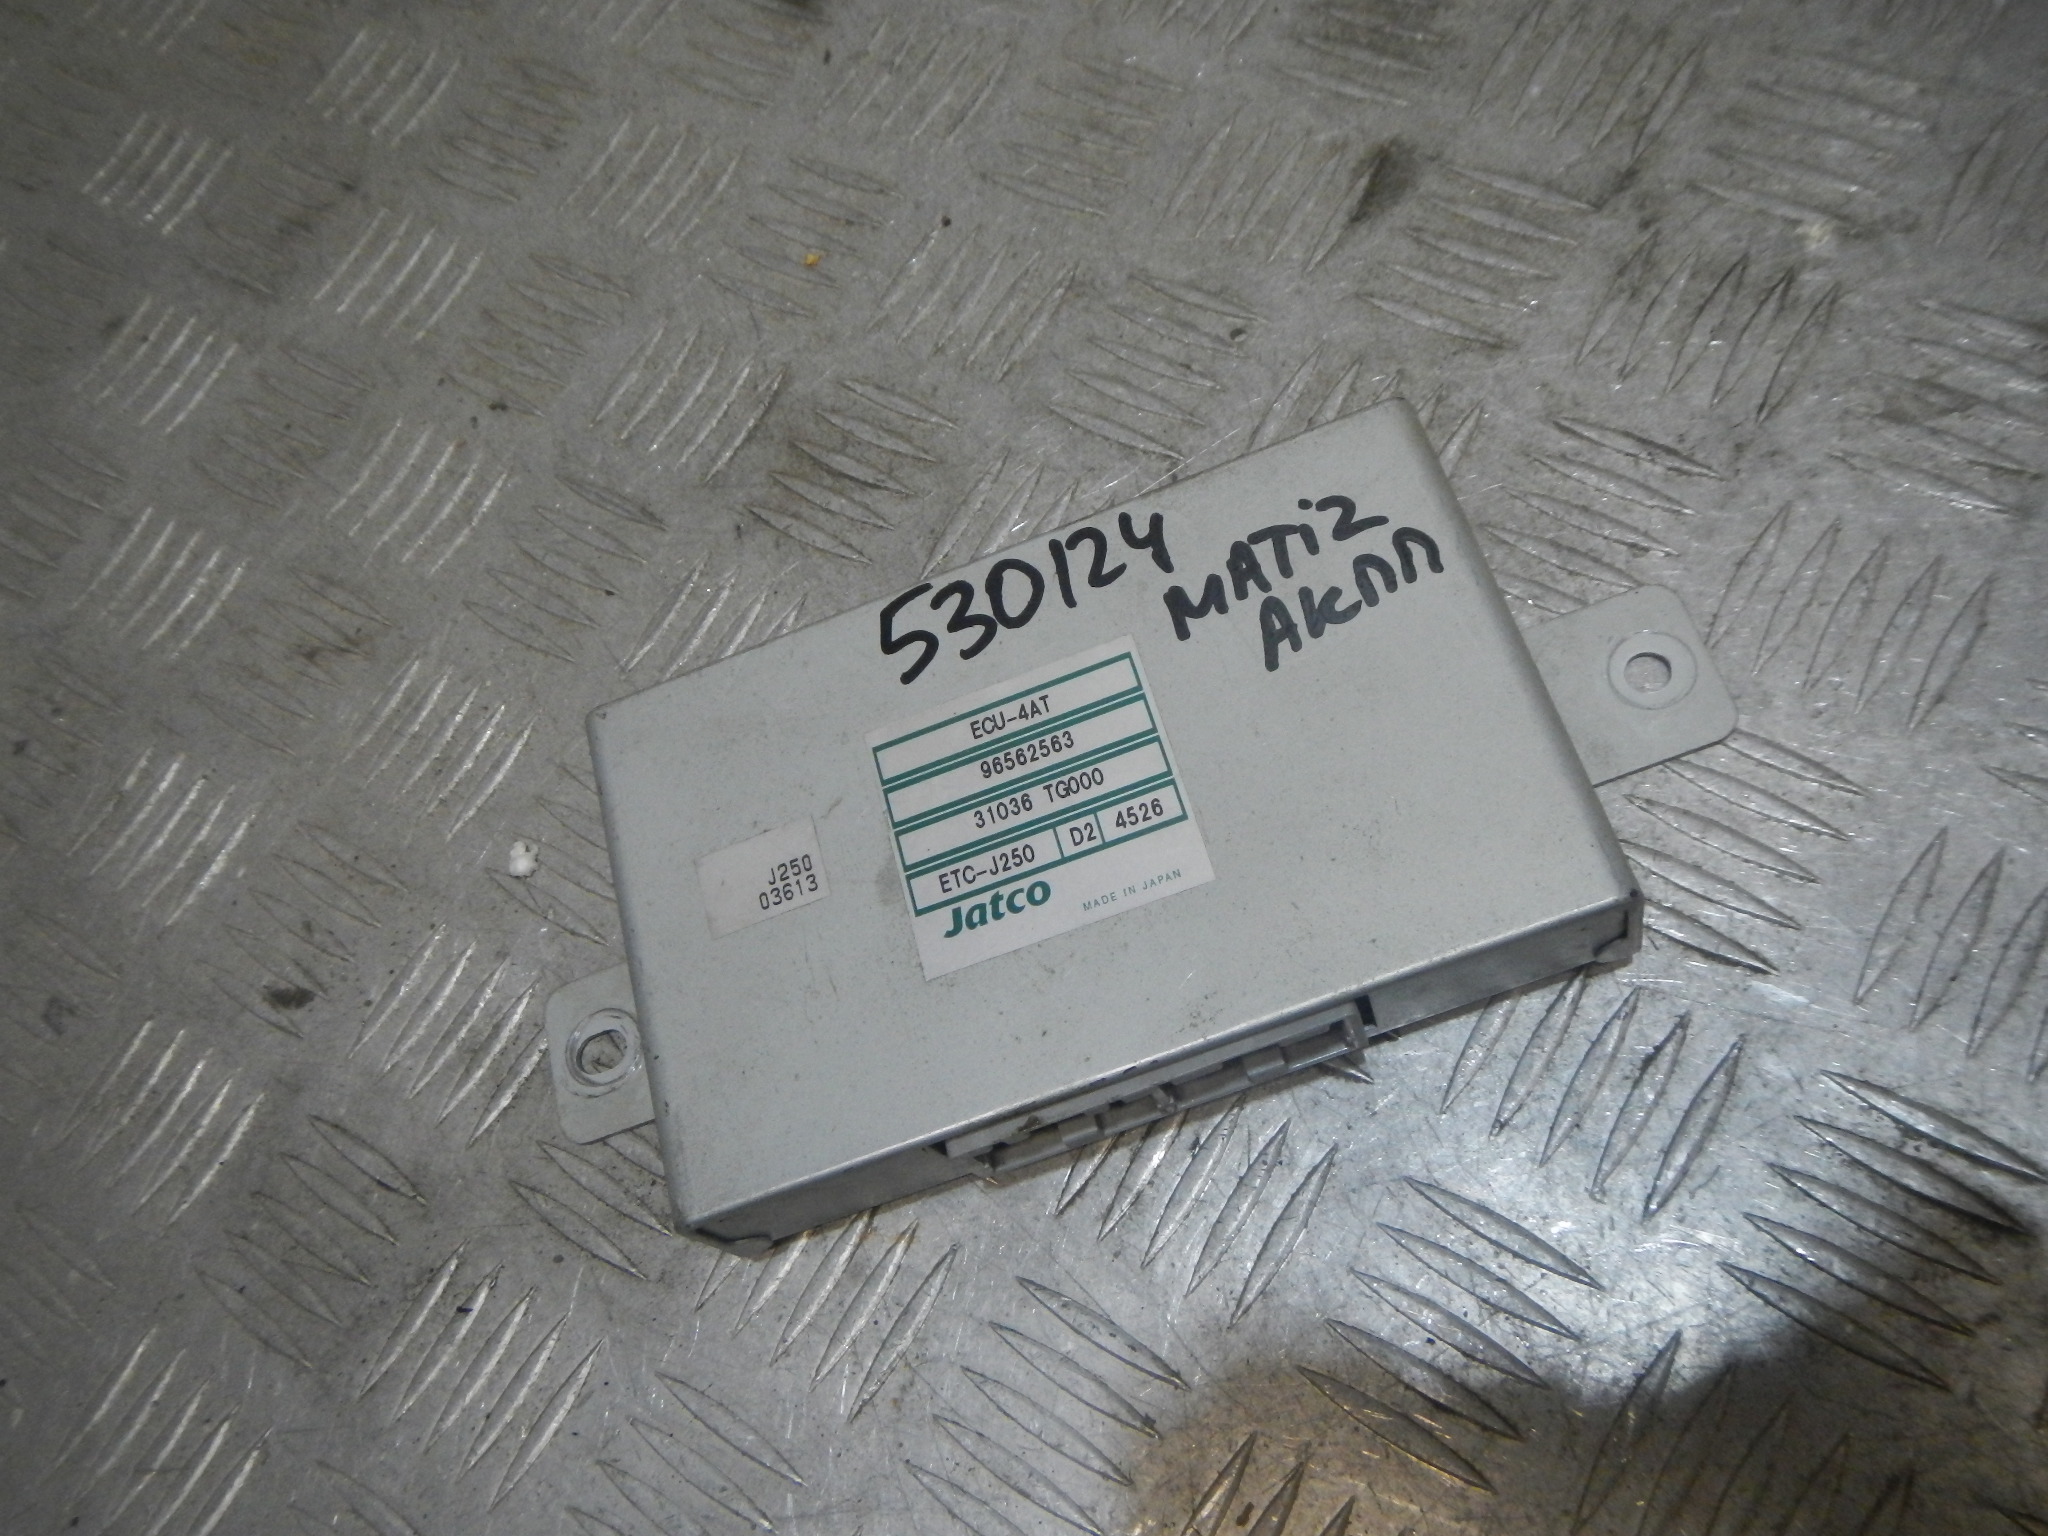 530124
MATiz
АКПП
ECU-4AT
96562563
31036 TG000
ETC-J250 D2 4526
Jatco MADE IN JAPAN
J250
03613